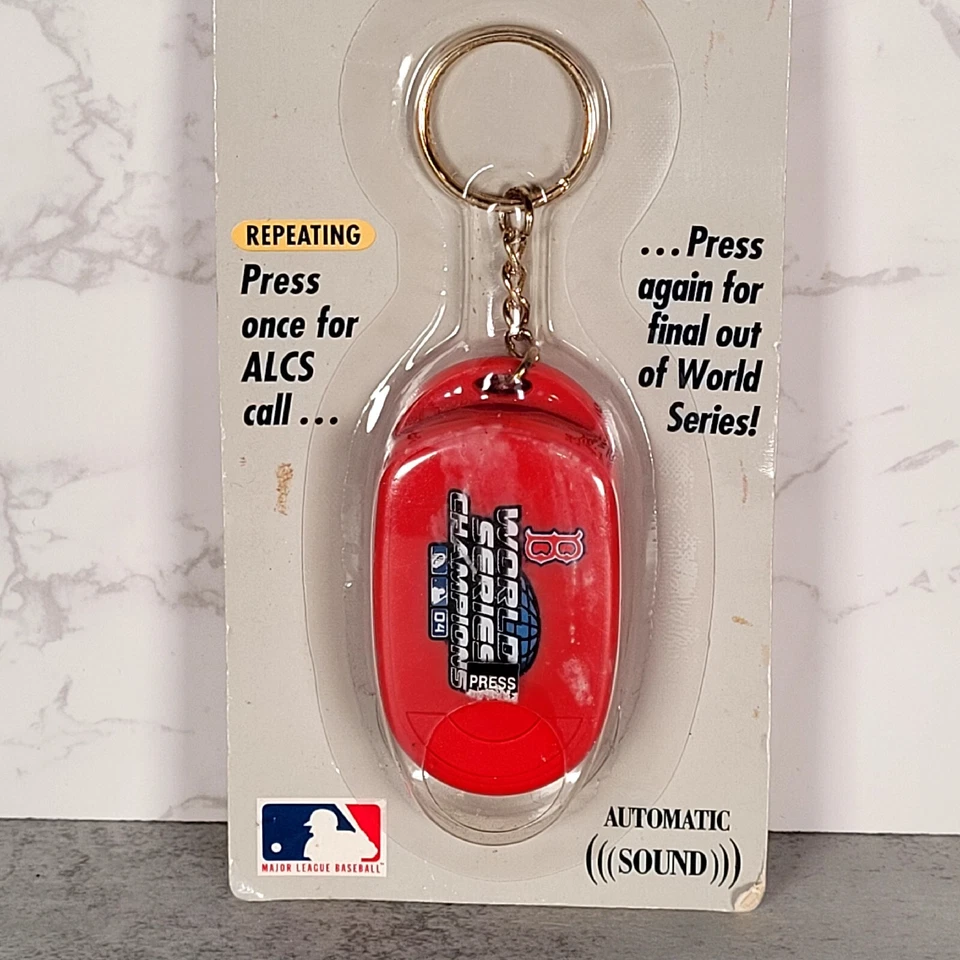 REPEATING
Press
once for
ALCS
call ...
...Press
again for
final out
of World
Series!
B
WORLD
SERIES
CHAMPIONS
04
PRESS
MAJOR LEAGUE BASEBALL™
AUTOMATIC
(((SOUND)))